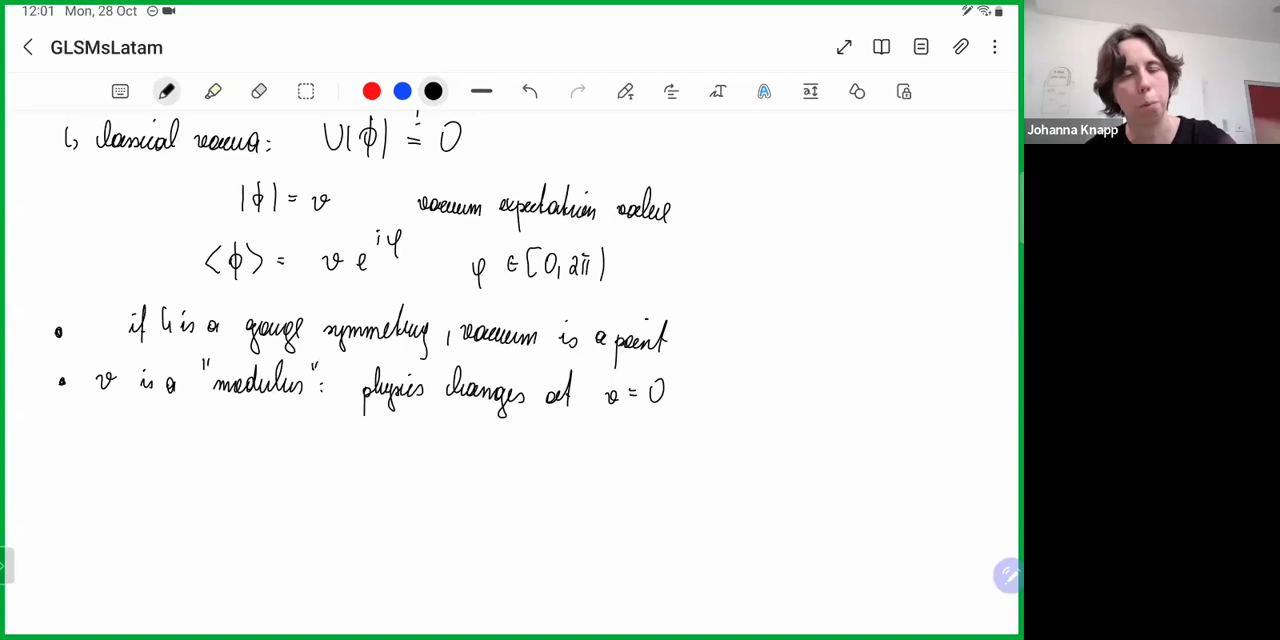 12:01 Mon, 28 Oct
GLSMsLatam
↳ classical vacua: U(ϕ) != 0
|ϕ| = v vacuum expectation value
<ϕ> = v e^{iφ} φ ∈ [0, 2π)
• if G is a gauge symmetry, vacuum is a point
• v is a "modulus": physics changes at v = 0
Johanna Knapp